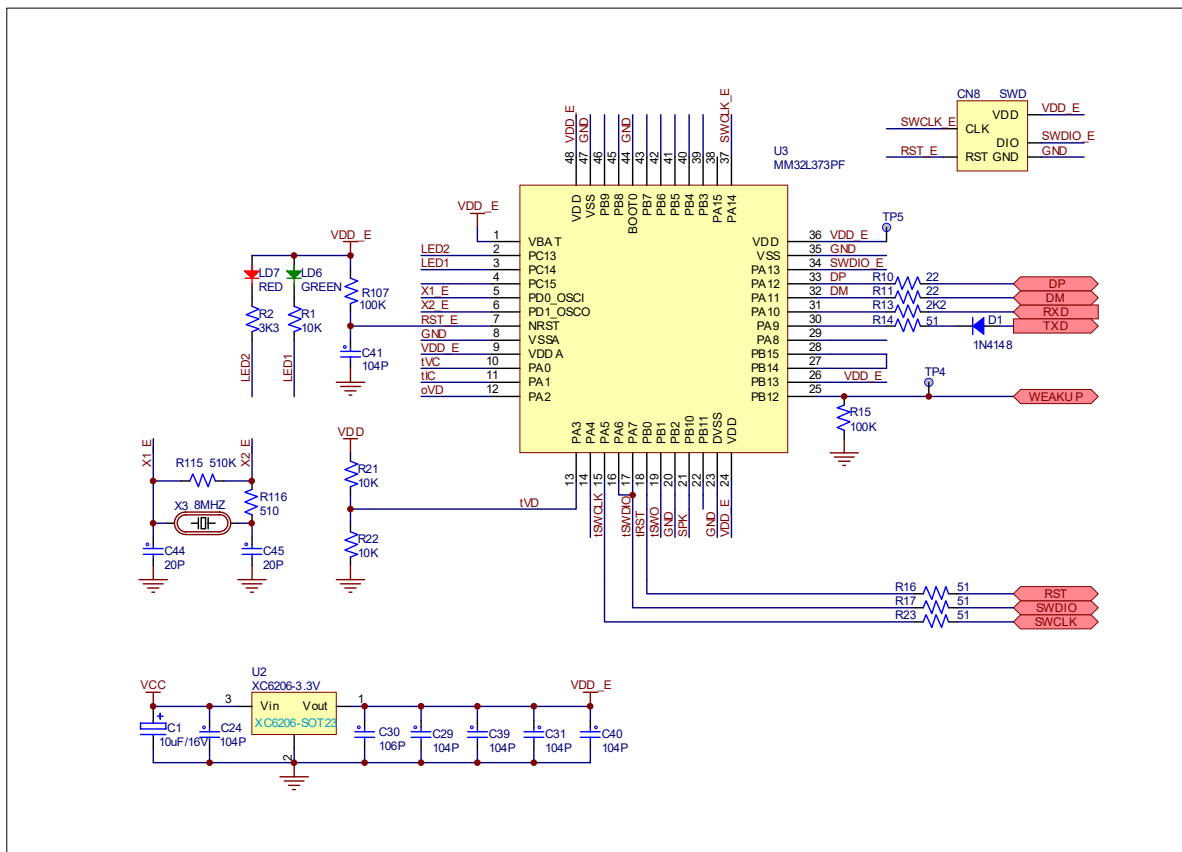 CN8 SWD
SWCLK_E CLK VDD VDD_E
DIO SWDIO_E
RST_E RST GND GND
U3
MM32L373PF
VDD_E GND GND SWCLK_E
48 47 46 45 44 43 42 41 40 39 38 37
VDD VSS PB9 PB8 BOOT0 PB7 PB6 PB5 PB4 PB3 PA15 PA14
VDD_E
1 VBAT
LED2 2 PC13
LED1 3 PC14
4 PC15
X1_E 5 PD0_OSCI
X2_E 6 PD1_OSCO
RST_E 7 NRST
GND 8 VSSA
VDD_E 9 VDDA
tVC 10 PA0
tIC 11 PA1
oVD 12 PA2
TP5
VDD 36 VDD_E
VSS 35 GND
PA13 34 SWDIO_E
PA12 33 DP R10 22 DP
PA11 32 DM R11 22 DM
PA10 31 R13 2K2 RXD
PA9 30 R14 51 D1 TXD
1N4148
PA8 29
PB15 28
PB14 27
PB13 26 VDD_E
PB12 25 TP4 WEAKUP
R15
100K
PA3 PA4 PA5 PA6 PA7 PB0 PB1 PB2 PB10 PB11 DVSS VDD
13 14 15 16 17 18 19 20 21 22 23 24
tVD tSWCLK tSWDIO tRST tSWO GND SPK GND VDD_E
R16 51 RST
R17 51 SWDIO
R23 51 SWCLK
VDD_E
LD7
RED
LD6
GREEN
R107
100K
R2
3K3
R1
10K
C41
104P
LED2
LED1
X1_E
X2_E
R115 510K
R116
510
X3 8MHZ
C44
20P
C45
20P
VDD
R21
10K
R22
10K
U2
XC6206-3.3V
VCC
3 Vin Vout 1
XC6206-SOT23
2
VDD_E
C1
10uF/16V
C24
104P
C30
106P
C29
104P
C39
104P
C31
104P
C40
104P